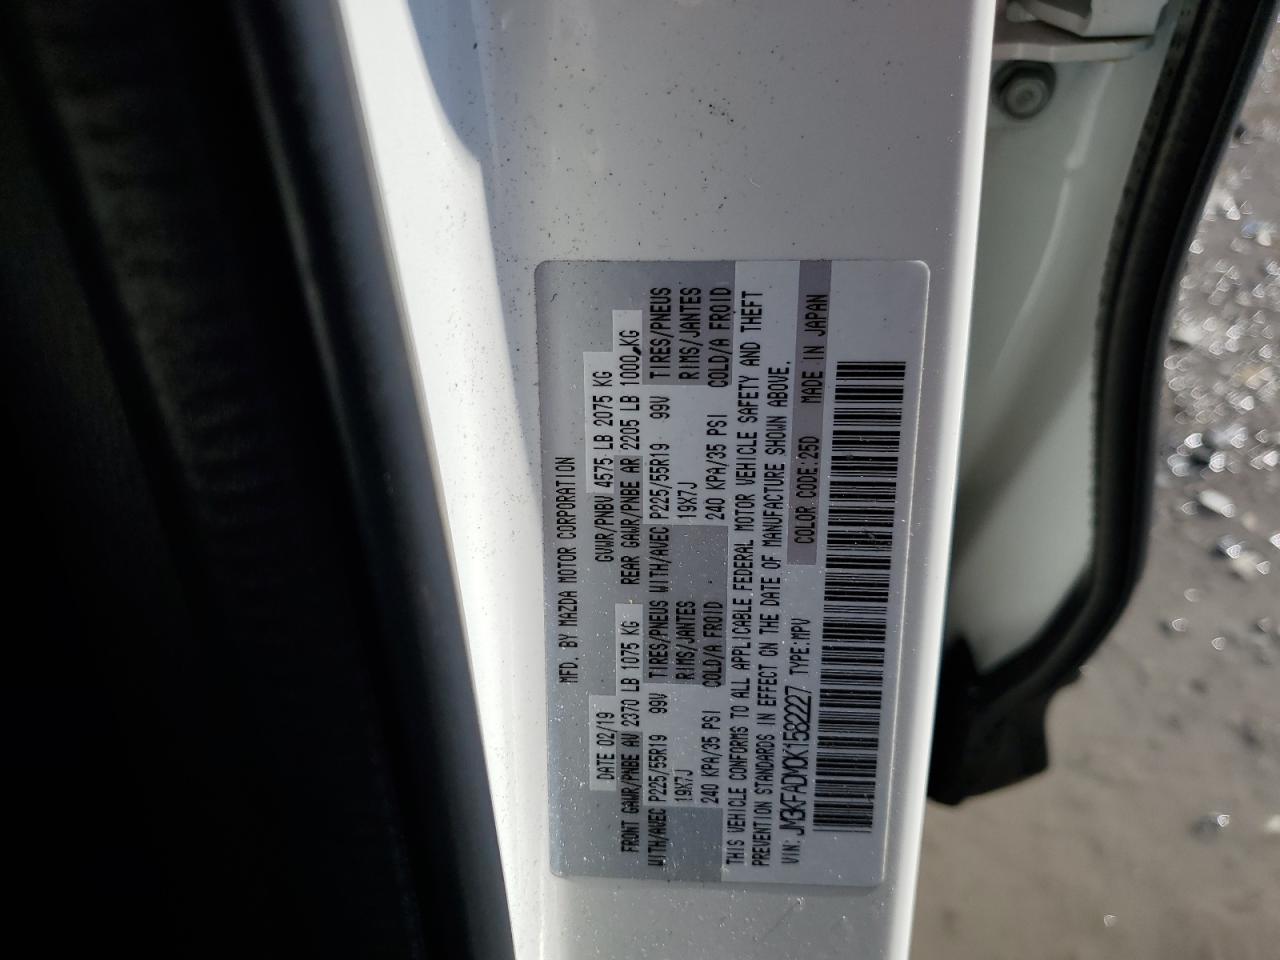 MFD. BY MAZDA MOTOR CORPORATION
DATE 02/19 GVWR/PNBV 4575 LB 2075 KG
FRONT GAWR/PNBE AV 2370 LB 1075 KG REAR GAWR/PNBE AR 2205 LB 1000 KG
WITH/AVEC P225/55R19 99V TIRES/PNEUS WITH/AVEC P225/55R19 99V TIRES/PNEUS
19X7J RIMS/JANTES 19X7J RIMS/JANTES
240 KPA/35 PSI COLD/A FROID 240 KPA/35 PSI COLD/A FROID
THIS VEHICLE CONFORMS TO ALL APPLICABLE FEDERAL MOTOR VEHICLE SAFETY AND THEFT
PREVENTION STANDARDS IN EFFECT ON THE DATE OF MANUFACTURE SHOWN ABOVE.
VIN: JM3KFADM0K1582227 TYPE:MPV COLOR CODE:25D MADE IN JAPAN